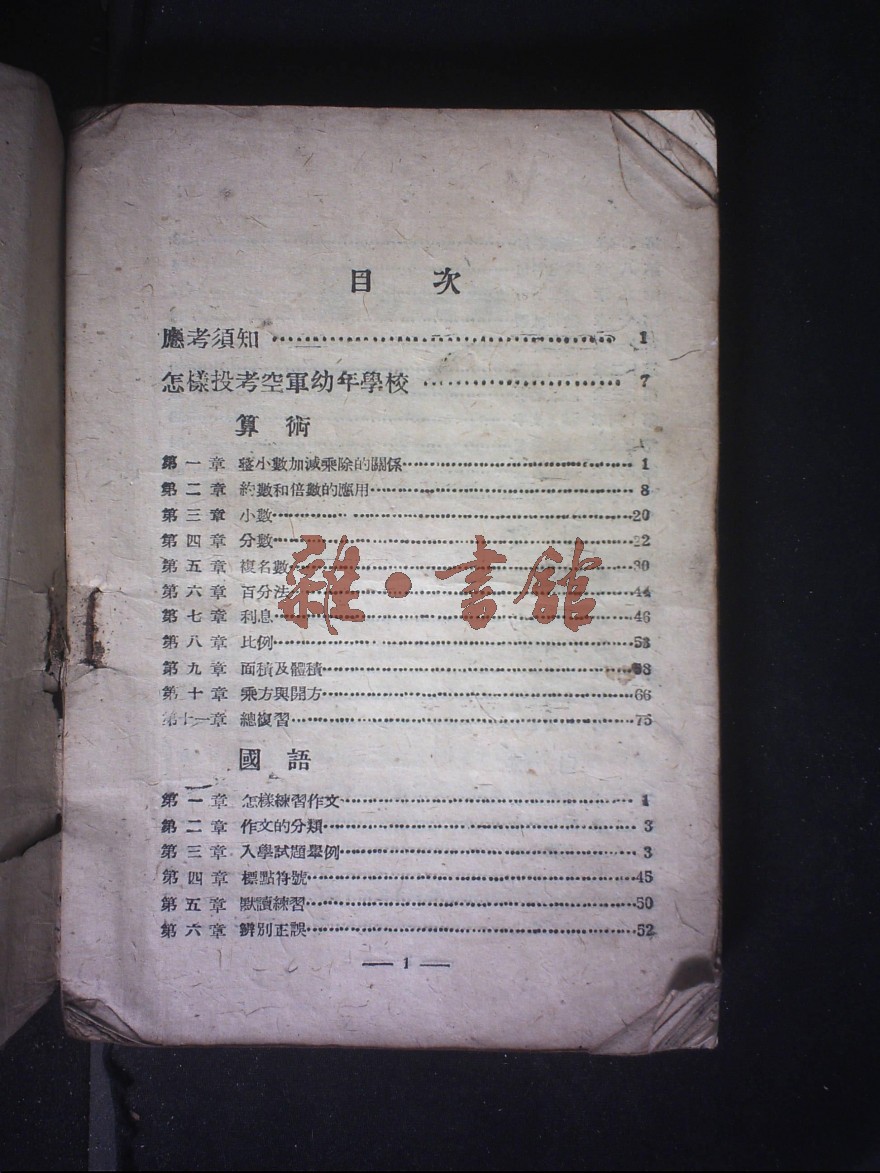 目 次
應考須知 1
怎樣投考空軍幼年學校 7
算 術
第一章 整小數加減乘除的關係 1
第二章 約數和倍數的應用 8
第三章 小數 20
第四章 分數 22
第五章 複名數 30
第六章 百分法 44
第七章 利息 46
第八章 比例 53
第九章 面積及體積
第十章 乘方與開方 66
第十一章 總復習 75
國 語
第一章 怎樣練習作文 1
第二章 作文的分類 3
第三章 入學試題舉例 3
第四章 標點符號 45
第五章 默讀練習 50
第六章 辨別正誤 52
— 1 —
雜·書館